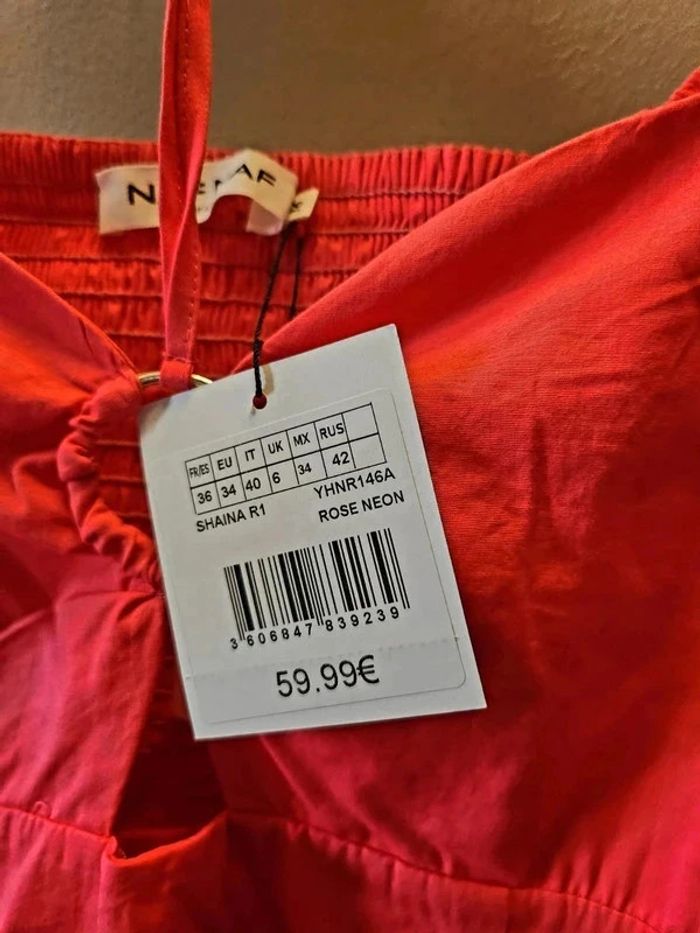 FR/ES EU IT UK MX RUS
36 34 40 6 34 42
YHNR146A
SHAINA R1
ROSE NEON
3 606847 839239
59.99€